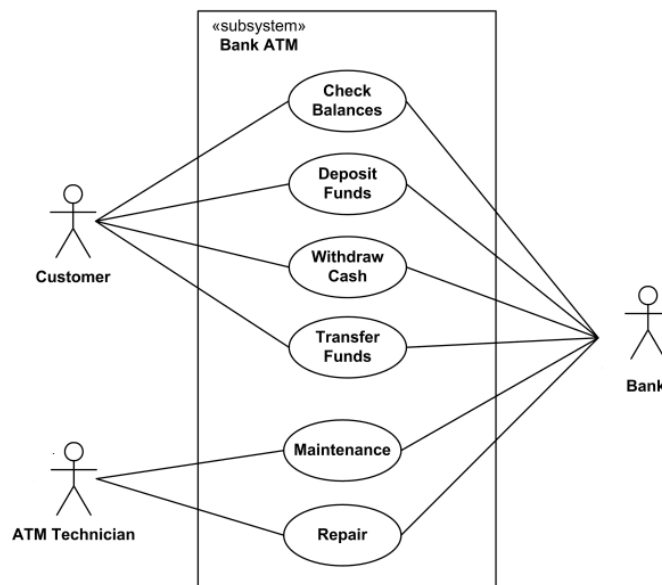 «subsystem»
Bank ATM
Check
Balances
Deposit
Funds
Customer
Withdraw
Cash
Transfer
Funds
Bank
Maintenance
ATM Technician
Repair